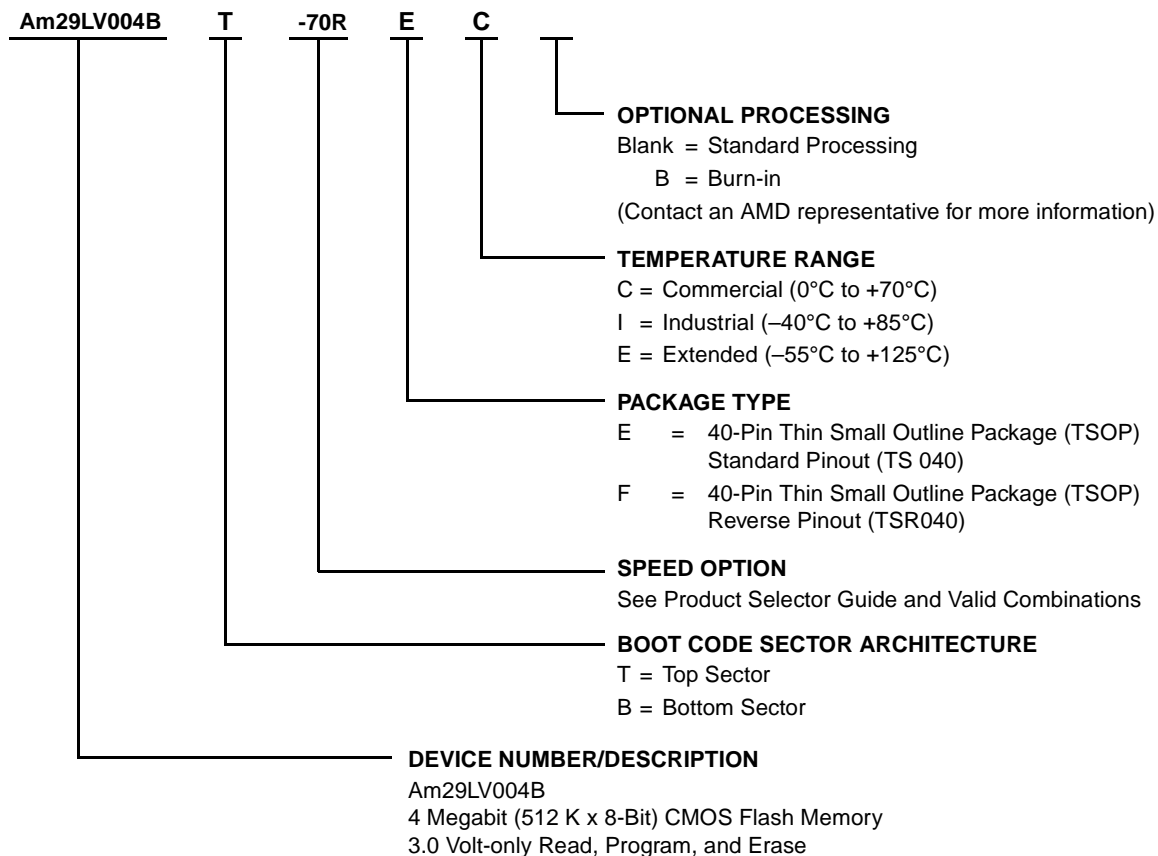 Am29LV004B T -70R E C
OPTIONAL PROCESSING
Blank = Standard Processing
B = Burn-in
(Contact an AMD representative for more information)
TEMPERATURE RANGE
C = Commercial (0°C to +70°C)
I = Industrial (–40°C to +85°C)
E = Extended (–55°C to +125°C)
PACKAGE TYPE
E = 40-Pin Thin Small Outline Package (TSOP)
Standard Pinout (TS 040)
F = 40-Pin Thin Small Outline Package (TSOP)
Reverse Pinout (TSR040)
SPEED OPTION
See Product Selector Guide and Valid Combinations
BOOT CODE SECTOR ARCHITECTURE
T = Top Sector
B = Bottom Sector
DEVICE NUMBER/DESCRIPTION
Am29LV004B
4 Megabit (512 K x 8-Bit) CMOS Flash Memory
3.0 Volt-only Read, Program, and Erase